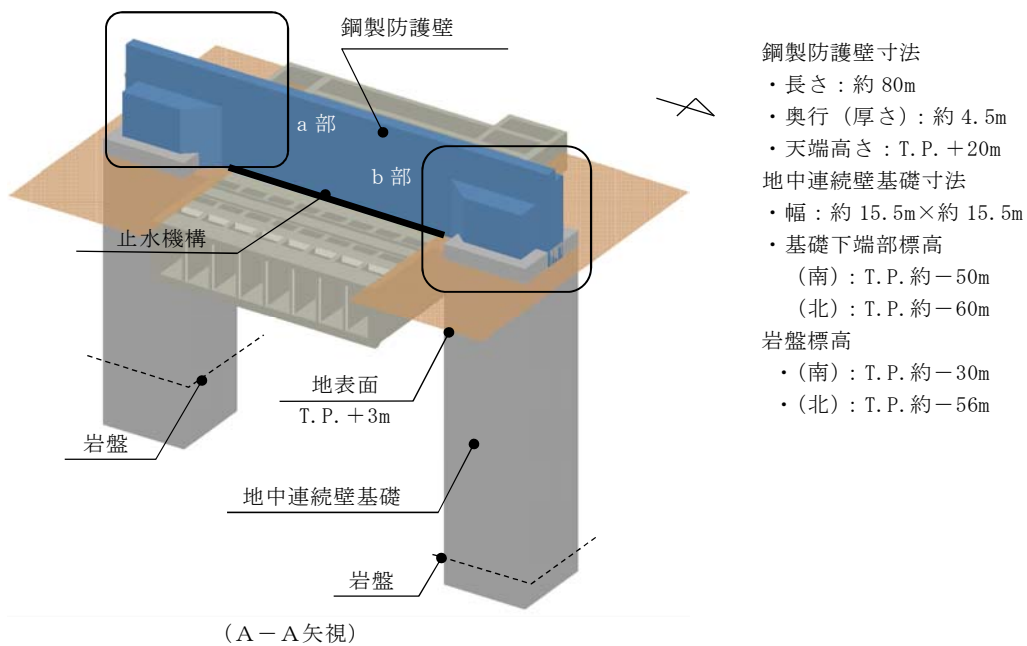 鋼製防護壁
a 部
b 部
止水機構
地表面
T.P.＋3m
岩盤
地中連続壁基礎
岩盤
（A－A矢視）
鋼製防護壁寸法
・長さ：約 80m
・奥行（厚さ）：約 4.5m
・天端高さ：T.P.＋20m
地中連続壁基礎寸法
・幅：約 15.5m×約 15.5m
・基礎下端部標高
（南）：T.P.約－50m
（北）：T.P.約－60m
岩盤標高
・（南）：T.P.約－30m
・（北）：T.P.約－56m